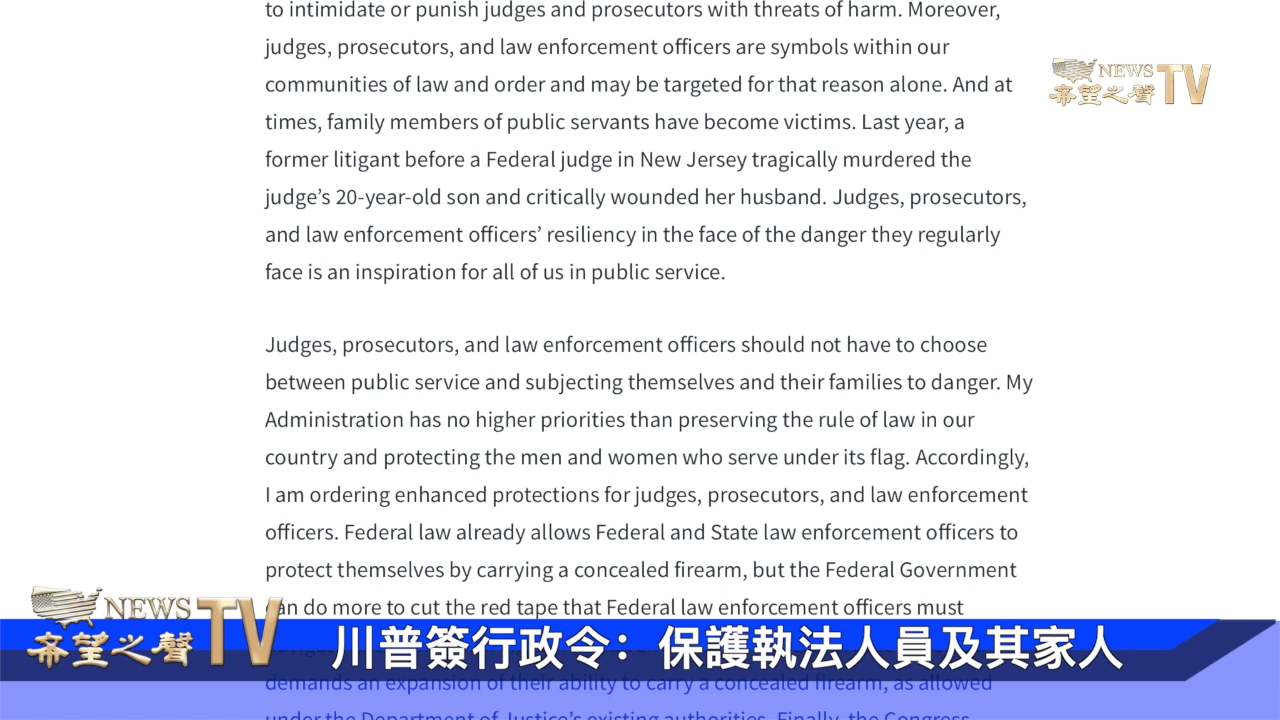 to intimidate or punish judges and prosecutors with threats of harm. Moreover,
judges, prosecutors, and law enforcement officers are symbols within our
communities of law and order and may be targeted for that reason alone. And at
times, family members of public servants have become victims. Last year, a
former litigant before a Federal judge in New Jersey tragically murdered the
judge’s 20-year-old son and critically wounded her husband. Judges, prosecutors,
and law enforcement officers’ resiliency in the face of the danger they regularly
face is an inspiration for all of us in public service.
Judges, prosecutors, and law enforcement officers should not have to choose
between public service and subjecting themselves and their families to danger. My
Administration has no higher priorities than preserving the rule of law in our
country and protecting the men and women who serve under its flag. Accordingly,
I am ordering enhanced protections for judges, prosecutors, and law enforcement
officers. Federal law already allows Federal and State law enforcement officers to
protect themselves by carrying a concealed firearm, but the Federal Government
can do more to cut the red tape that Federal law enforcement officers must
demands an expansion of their ability to carry a concealed firearm, as allowed
under the Department of Justice’s existing authorities. Finally, the Congress
NEWS TV
希望之聲
NEWS TV
希望之聲
川普簽行政令：保護執法人員及其家人